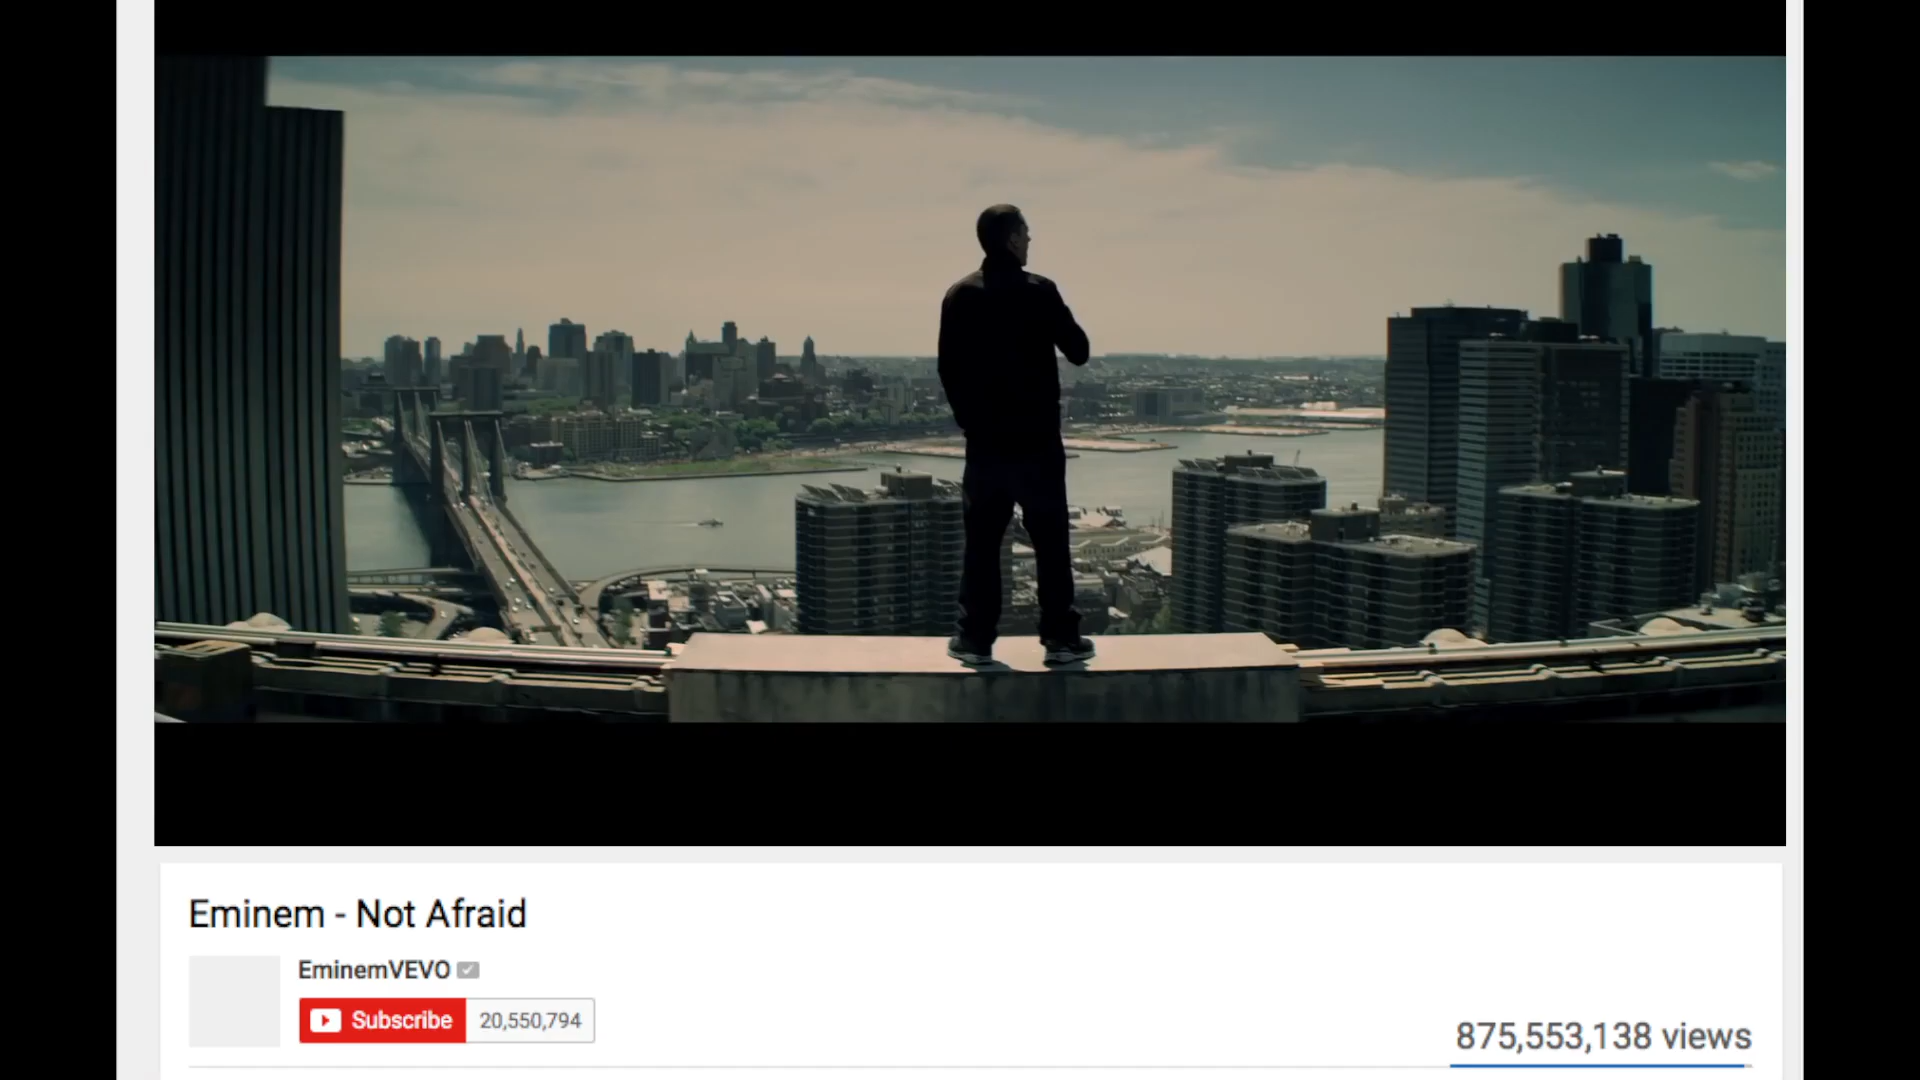 Eminem - Not Afraid
EminemVEVO
Subscribe 20,550,794
875,553,138 views